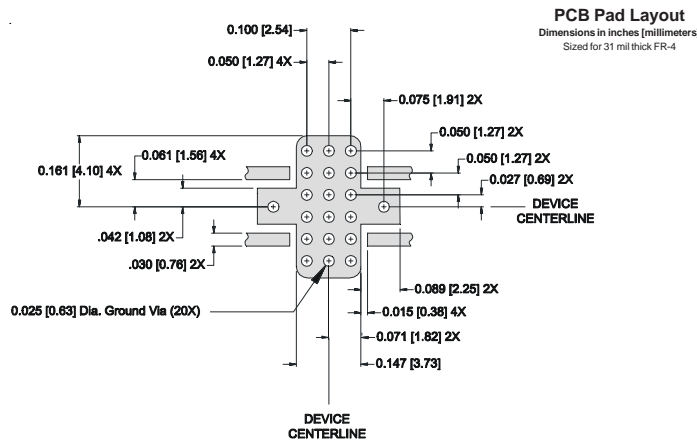 PCB Pad Layout
Dimensions in inches [millimeters
Sized for 31 mil thick FR-4
0.100 [2.54]
0.050 [1.27] 4X
0.075 [1.91] 2X
0.050 [1.27] 2X
0.061 [1.56] 4X
0.050 [1.27] 2X
0.161 [4.10] 4X
0.027 [0.69] 2X
DEVICE
CENTERLINE
.042 [1.08] 2X
.030 [0.76] 2X
0.089 [2.25] 2X
0.025 [0.63] Dia. Ground Via (20X)
0.015 [0.38] 4X
0.071 [1.82] 2X
0.147 [3.73]
DEVICE
CENTERLINE